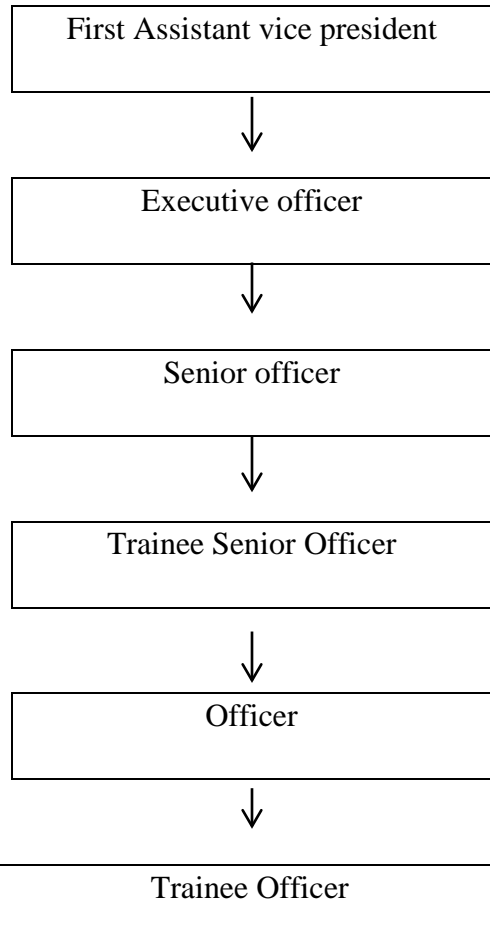 First Assistant vice president
Executive officer
Senior officer
Trainee Senior Officer
Officer
Trainee Officer